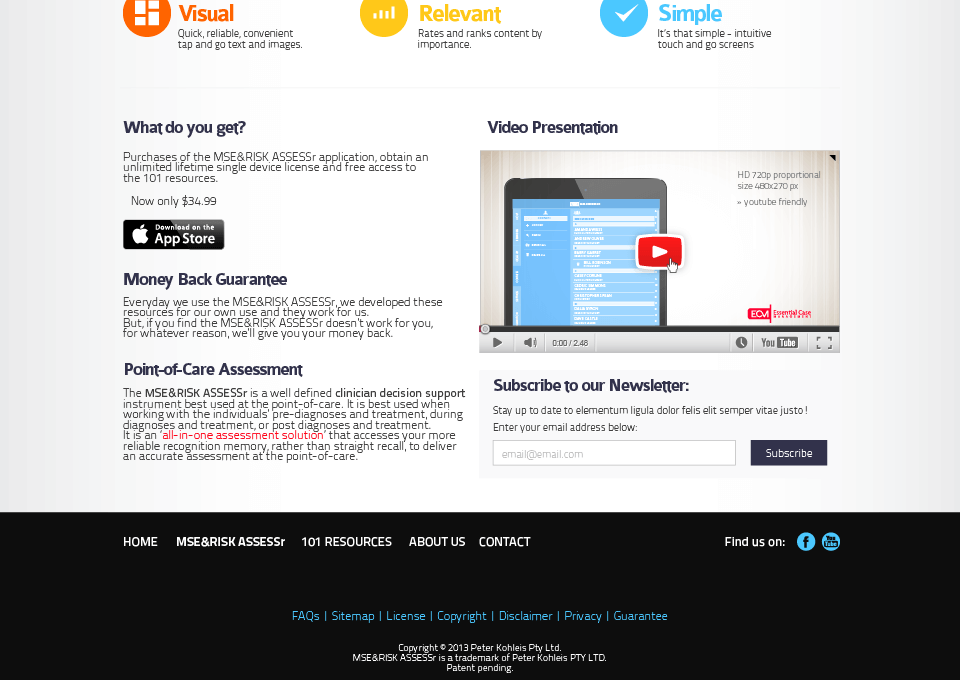 Visual
Quick, reliable, convenient
tap and go text and images.
Relevant
Rates and ranks content by
importance.
Simple
It's that simple - intuitive
touch and go screens
What do you get?
Purchases of the MSE&RISK ASSESSr application, obtain an
unlimited lifetime single device license and free access to
the 101 resources.
Now only $34.99
Download on the
App Store
Money Back Guarantee
Everyday we use the MSE&RISK ASSESSr, we developed these
resources for our own use and they work for us.
But, if you find the MSE&RISK ASSESSr doesn't work for you,
for whatever reason, we'll give you your money back.
Point-of-Care Assessment
The MSE&RISK ASSESSr is a well defined clinician decision support
instrument best used at the point-of-care. It is best used when
working with the individuals' pre-diagnoses and treatment, during
diagnoses and treatment, or post diagnoses and treatment.
It is an 'all-in-one assessment solution' that accesses your more
reliable recognition memory, rather than straight recall, to deliver
an accurate assessment at the point-of-care.
Video Presentation
HD 720p proportional
size 480x270 px
» youtube friendly
ECM Essential Case
0:00 / 2.48
You Tube
Subscribe to our Newsletter:
Stay up to date to elementum ligula dolor felis elit semper vitae justo!
Enter your email address below:
email@email.com
Subscribe
HOME
MSE&RISK ASSESSr
101 RESOURCES
ABOUT US
CONTACT
Find us on:
f
You Tube
FAQs | Sitemap | License | Copyright | Disclaimer | Privacy | Guarantee
Copyright © 2013 Peter Kohleis Pty Ltd.
MSE&RISK ASSESSr is a trademark of Peter Kohleis PTY LTD.
Patent pending.